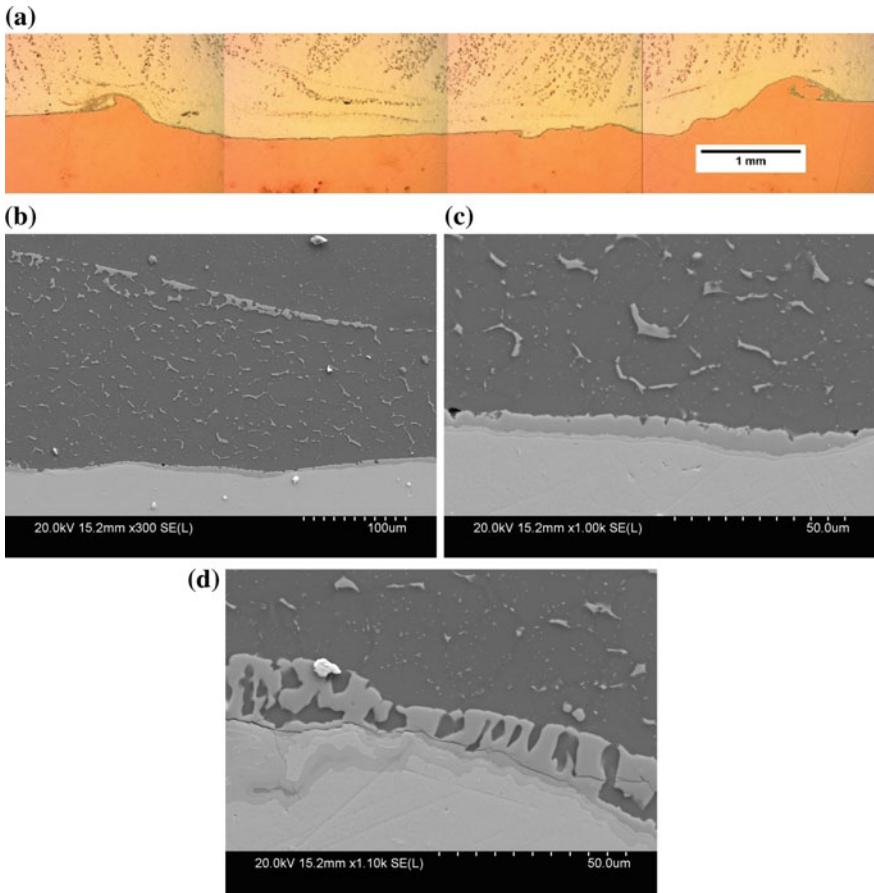 (a)
1 mm
(b)
(c)
20.0kV 15.2mm x300 SE(L) 100um
20.0kV 15.2mm x1.00k SE(L) 50.0um
(d)
20.0kV 15.2mm x1.10k SE(L) 50.0um